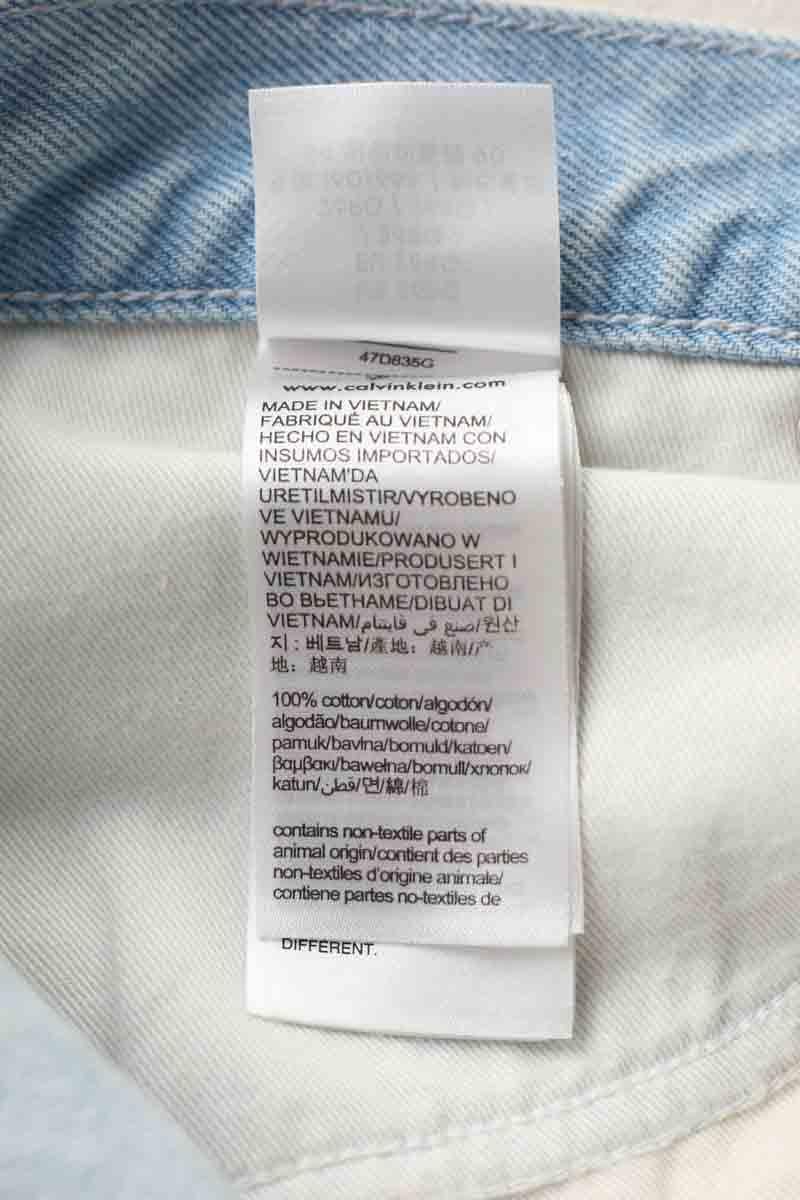 47D835G
www.calvinklein.com
MADE IN VIETNAM/
FABRIQUÉ AU VIETNAM/
HECHO EN VIETNAM CON
INSUMOS IMPORTADOS/
VIETNAM'DA
URETILMISTIR/VYROBENO
VE VIETNAMU/
WYPRODUKOWANO W
WIETNAMIE/PRODUSERT I
VIETNAM/ИЗГОТОВЛЕНО
ВО ВЬЕТНАМЕ/DIBUAT DI
VIETNAM/صنع في فايتنام/원산
지 : 베트남/產地：越南/产
地：越南
100% cotton/coton/algodón/
algodão/baumwolle/cotone/
pamuk/bavlna/bomuld/katoen/
βαμβακι/bawełna/bomull/хлопок/
katun/قطن/면/綿/棉
contains non-textile parts of
animal origin/contient des parties
non-textiles d'origine animale/
contiene partes no-textiles de
DIFFÉRENT.